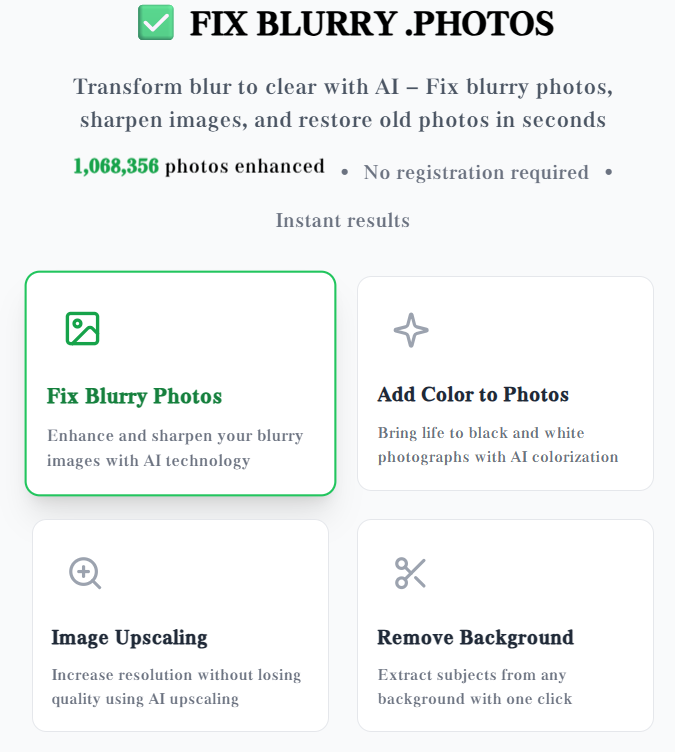 FIX BLURRY .PHOTOS
Transform blur to clear with AI – Fix blurry photos,
sharpen images, and restore old photos in seconds
1,068,356 photos enhanced • No registration required •
Instant results
Fix Blurry Photos
Enhance and sharpen your blurry
images with AI technology
Add Color to Photos
Bring life to black and white
photographs with AI colorization
Image Upscaling
Increase resolution without losing
quality using AI upscaling
Remove Background
Extract subjects from any
background with one click